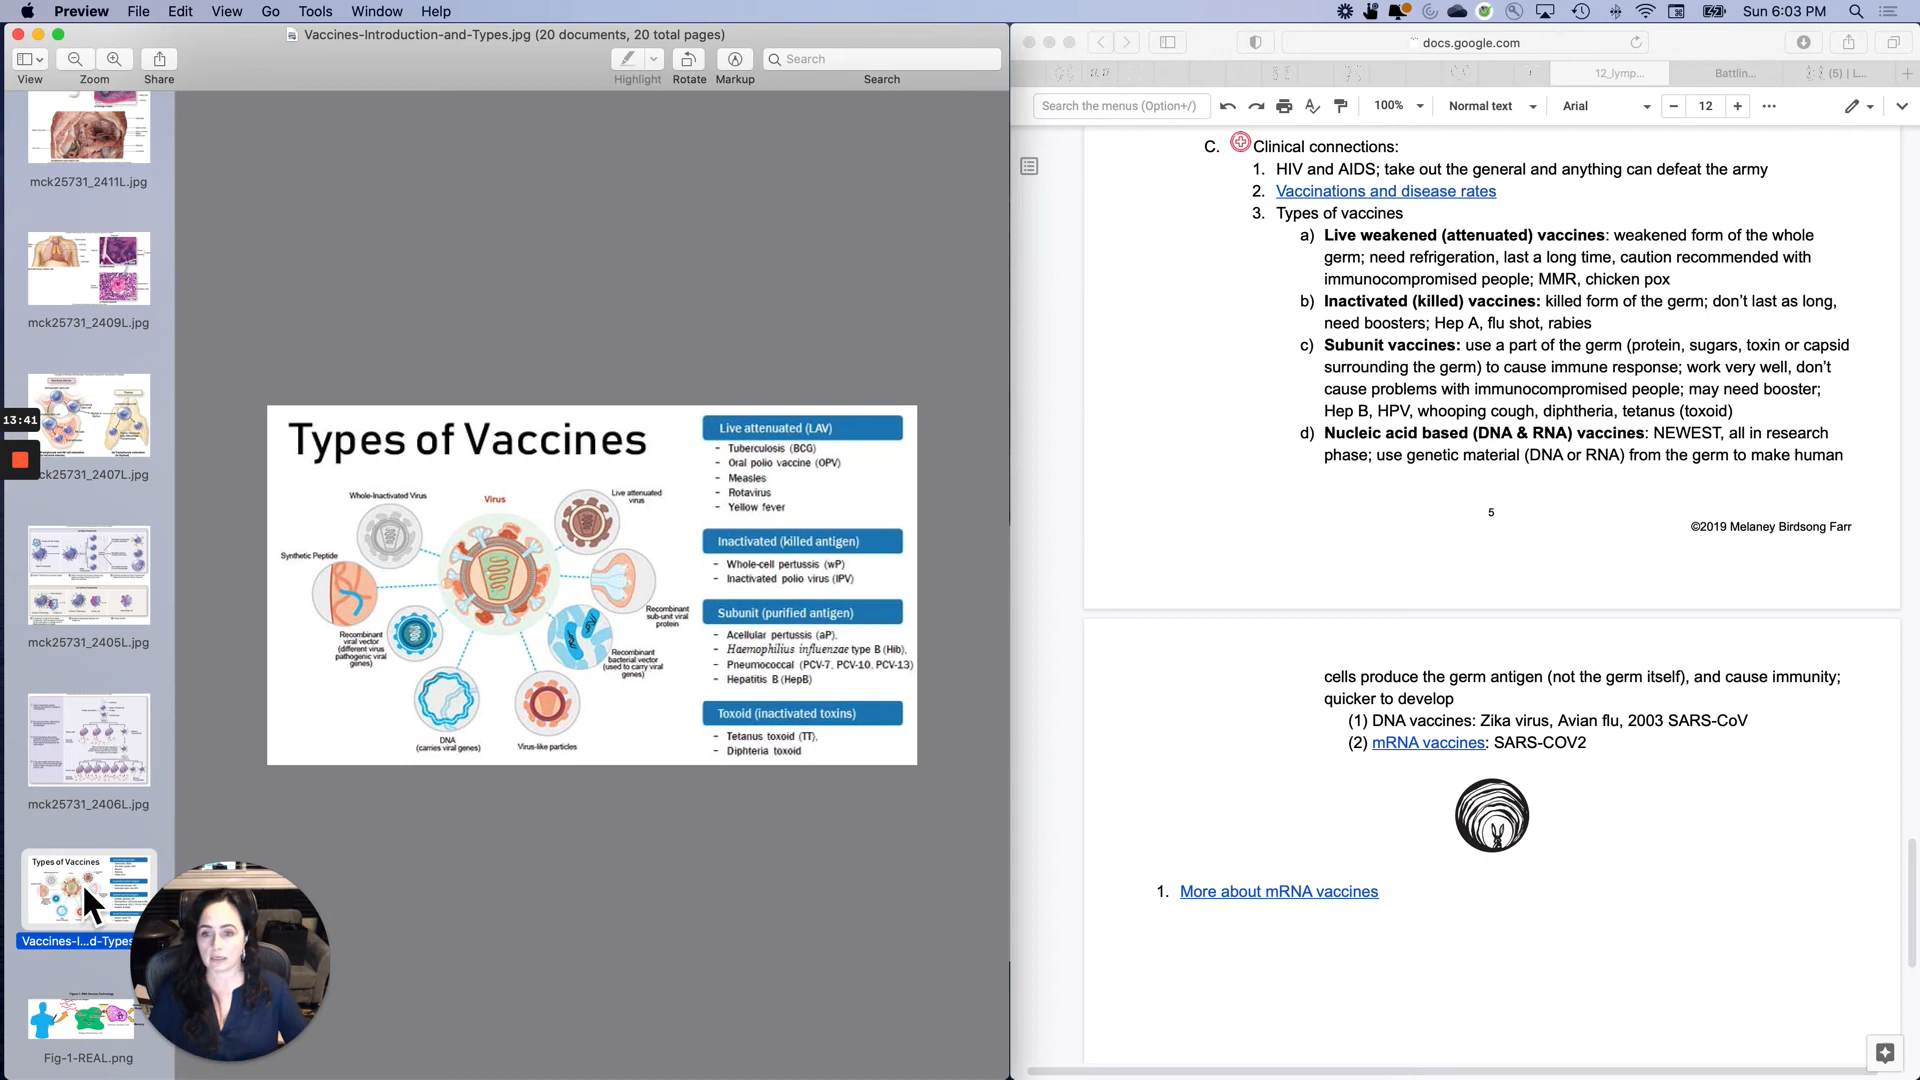 Preview File Edit View Go Tools Window Help
Sun 6:03 PM
Vaccines-Introduction-and-Types.jpg (20 documents, 20 total pages)
View Zoom Share Highlight Rotate Markup Search
Search
mck25731_2411L.jpg
mck25731_2409L.jpg
13:41
mck25731_2407L.jpg
mck25731_2405L.jpg
mck25731_2406L.jpg
Types of Vaccines
Vaccines-I...d-Types
Fig-1-REAL.png
Types of Vaccines
Whole-Inactivated Virus
Virus
Live attenuated
virus
Synthetic Peptide
Recombinant
sub-unit viral
protein
Recombinant
viral vector
(different virus
pathogenic viral
genes)
Recombinant
bacterial vector
(used to carry viral
genes)
DNA
(carries viral genes)
Virus-like particles
Live attenuated (LAV)
- Tuberculosis (BCG)
- Oral polio vaccine (OPV)
- Measles
- Rotavirus
- Yellow fever
Inactivated (killed antigen)
- Whole-cell pertussis (wP)
- Inactivated polio virus (IPV)
Subunit (purified antigen)
- Acellular pertussis (aP),
- Haemophilius influenzae type B (Hib),
- Pneumococcal (PCV-7, PCV-10, PCV-13)
- Hepatitis B (HepB)
Toxoid (inactivated toxins)
- Tetanus toxoid (TT),
- Diphteria toxoid
docs.google.com
12_lymp... Battlin... (5) | L...
Search the menus (Option+/) 100% Normal text Arial 12
C. Clinical connections:
1. HIV and AIDS; take out the general and anything can defeat the army
2. Vaccinations and disease rates
3. Types of vaccines
a) Live weakened (attenuated) vaccines: weakened form of the whole
germ; need refrigeration, last a long time, caution recommended with
immunocompromised people; MMR, chicken pox
b) Inactivated (killed) vaccines: killed form of the germ; don't last as long,
need boosters; Hep A, flu shot, rabies
c) Subunit vaccines: use a part of the germ (protein, sugars, toxin or capsid
surrounding the germ) to cause immune response; work very well, don't
cause problems with immunocompromised people; may need booster;
Hep B, HPV, whooping cough, diphtheria, tetanus (toxoid)
d) Nucleic acid based (DNA & RNA) vaccines: NEWEST, all in research
phase; use genetic material (DNA or RNA) from the germ to make human
5
©2019 Melaney Birdsong Farr
cells produce the germ antigen (not the germ itself), and cause immunity;
quicker to develop
(1) DNA vaccines: Zika virus, Avian flu, 2003 SARS-CoV
(2) mRNA vaccines: SARS-COV2
1. More about mRNA vaccines